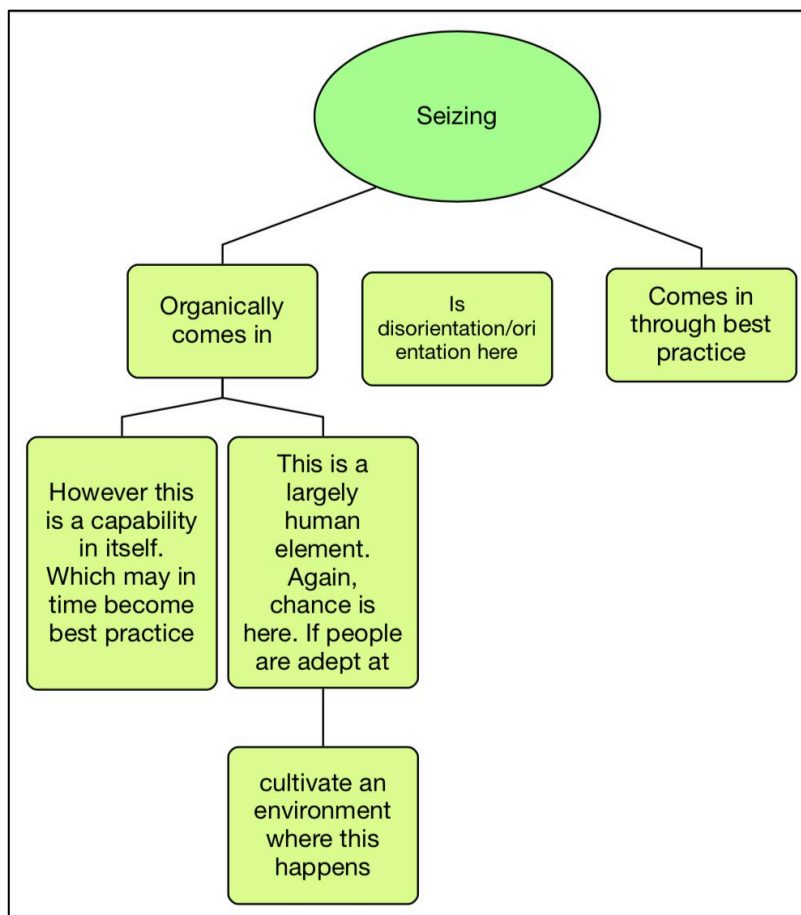 Seizing
Organically
comes in
Is
disorientation/ori
entation here
Comes in
through best
practice
However this
is a capability
in itself.
Which may in
time become
best practice
This is a
largely
human
element.
Again,
chance is
here. If people
are adept at
cultivate an
environment
where this
happens